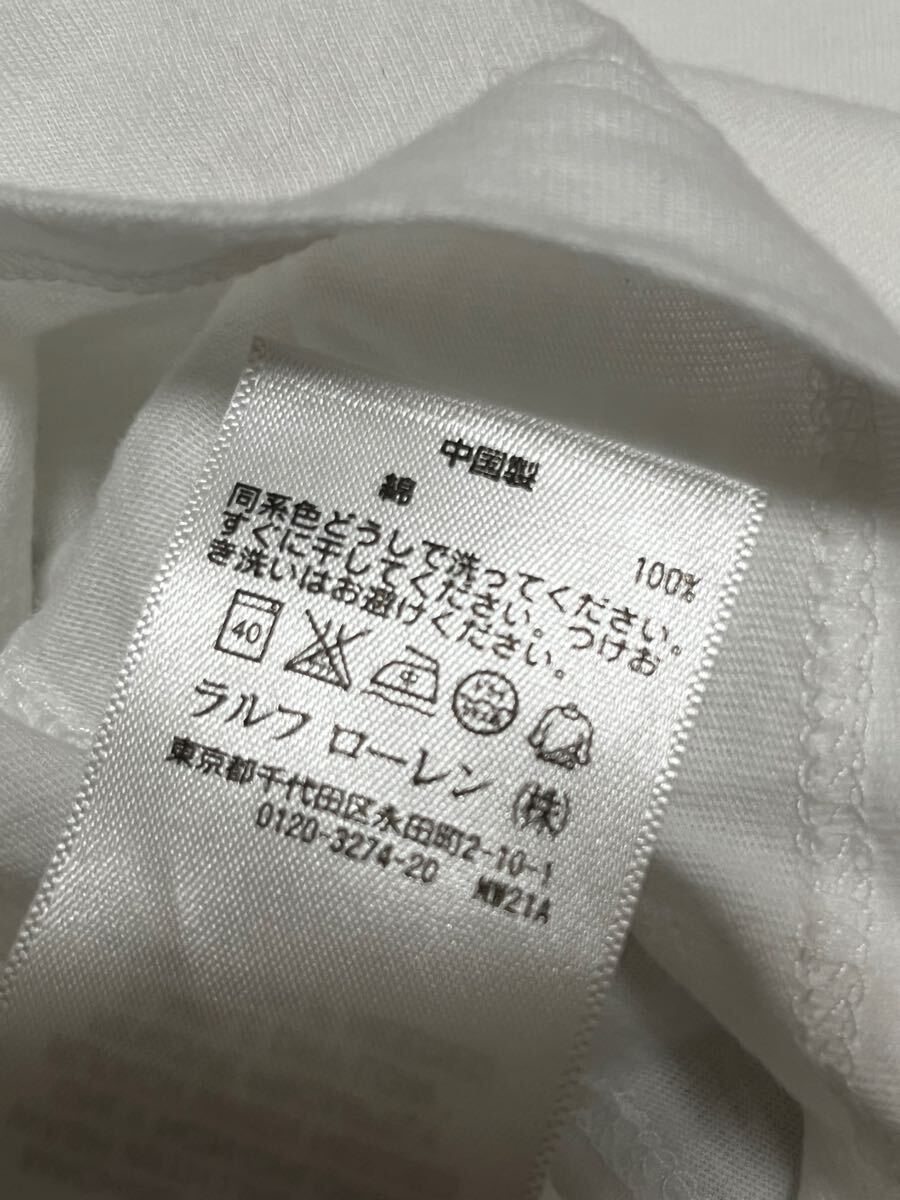 中国製
綿 100%
同系色どうしで洗ってください。
すぐに干してください。つけお
き洗いはお避けください。
40 中
ラルフ ローレン (株)
東京都千代田区永田町2-10-1
0120-3274-20 MW21A